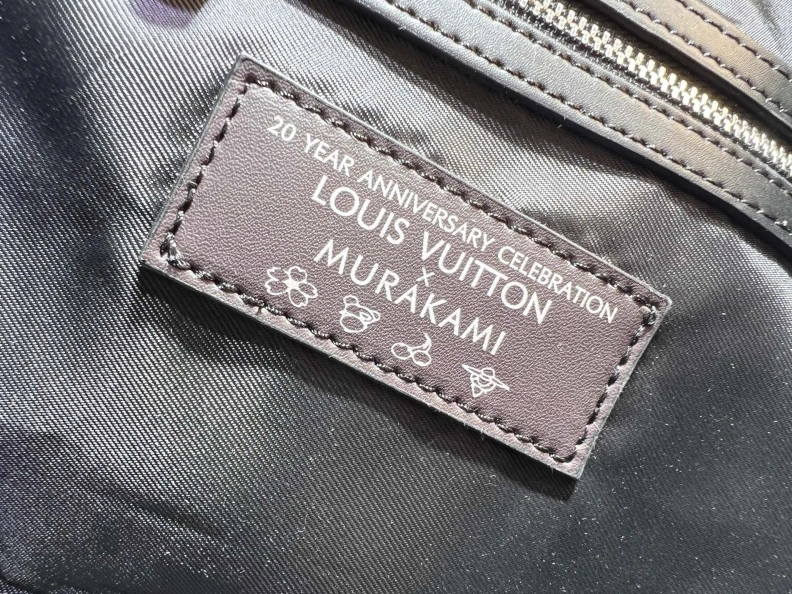 20 YEAR ANNIVERSARY CELEBRATION
LOUIS VUITTON
×
MURAKAMI